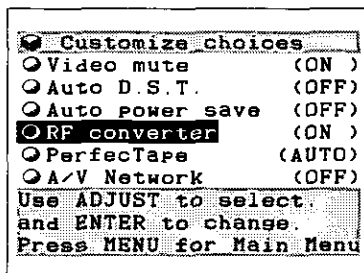 Customize choices
Video mute (ON )
Auto D.S.T. (OFF)
Auto power save (OFF)
RF converter (ON )
PerfecTape (AUTO)
A/V Network (OFF)
Use ADJUST to select.
and ENTER to change.
Press MENU for Main Menu